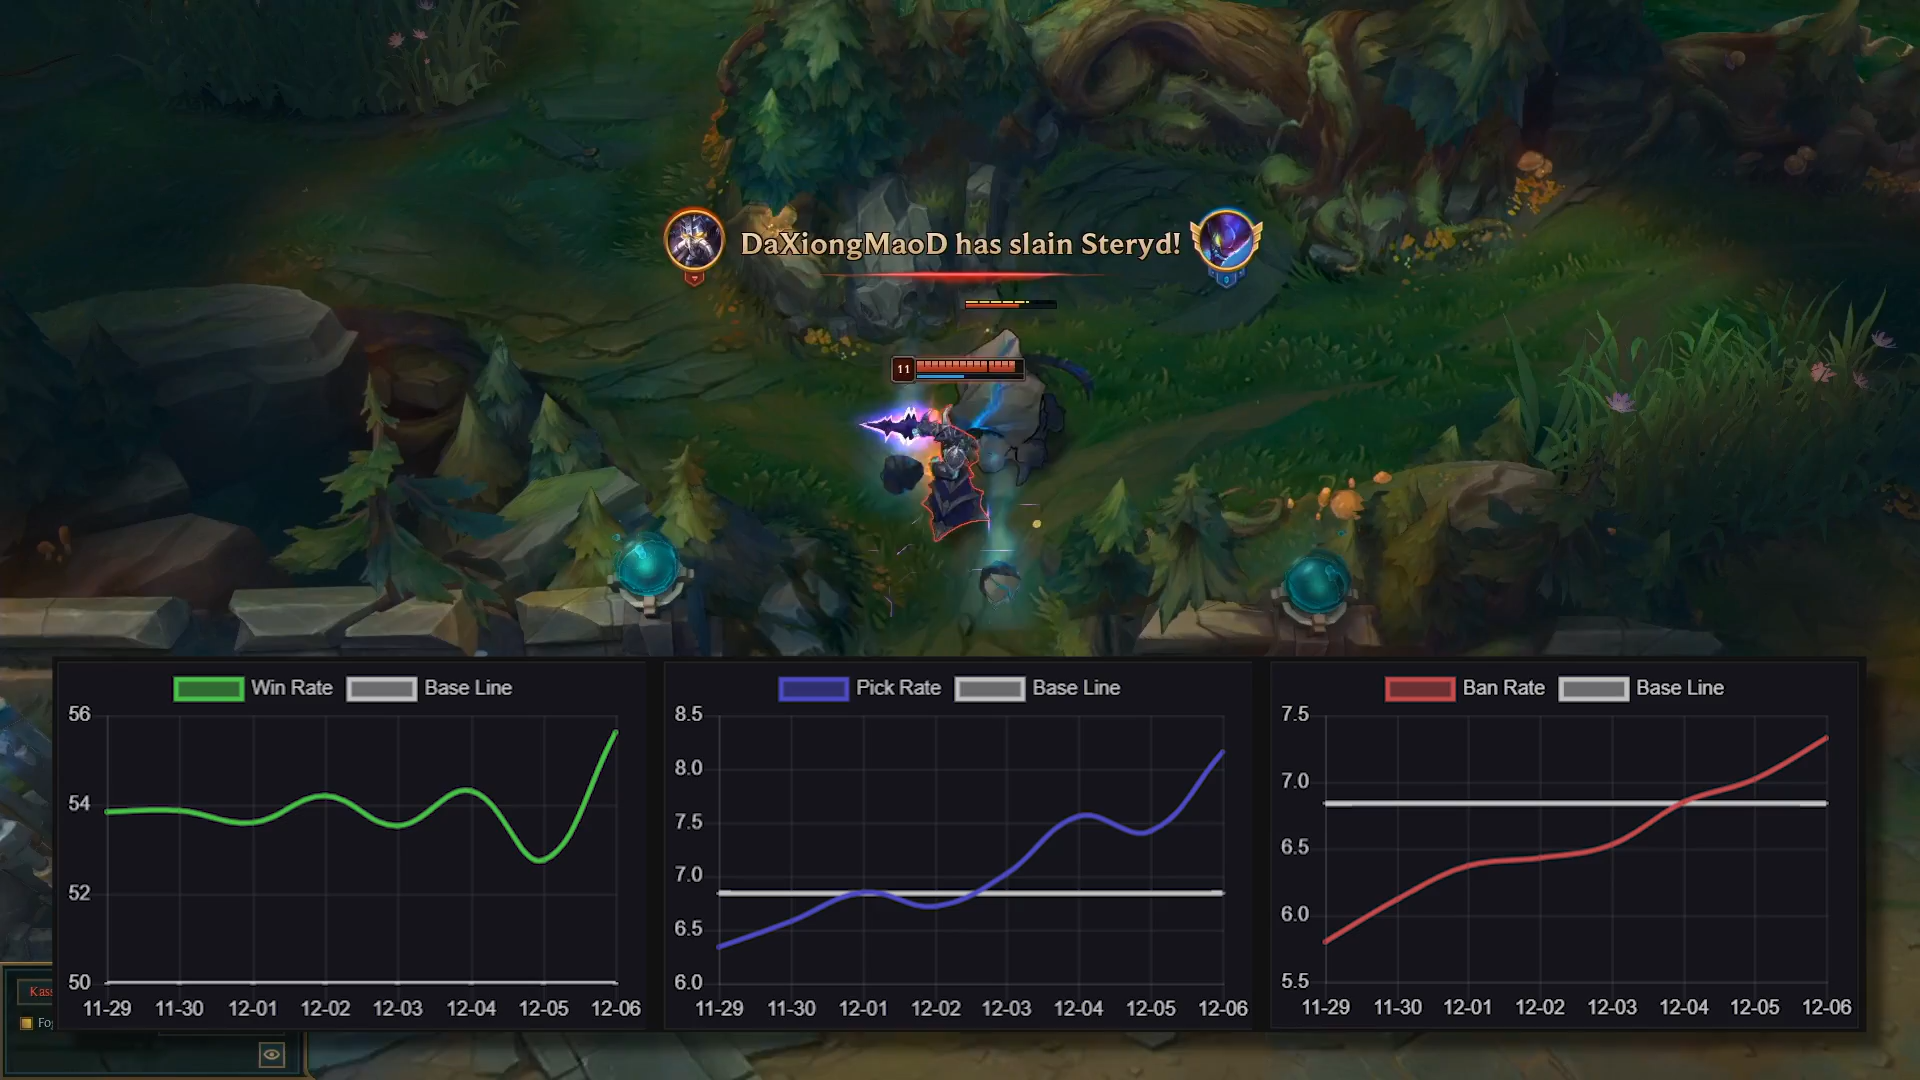 DaXiongMaoD has slain Steryd!
11
Win Rate Base Line
56
54
52
50
11-29 11-30 12-01 12-02 12-03 12-04 12-05 12-06
Pick Rate Base Line
8.5
8.0
7.5
7.0
6.5
6.0
11-29 11-30 12-01 12-02 12-03 12-04 12-05 12-06
Ban Rate Base Line
7.5
7.0
6.5
6.0
5.5
11-29 11-30 12-01 12-02 12-03 12-04 12-05 12-06
Kass